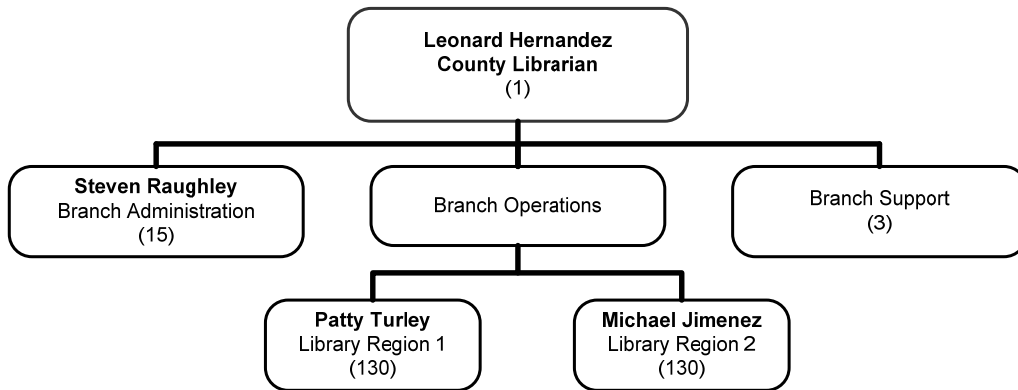 Leonard Hernandez
County Librarian
(1)
Steven Raughley
Branch Administration
(15)
Branch Operations
Branch Support
(3)
Patty Turley
Library Region 1
(130)
Michael Jimenez
Library Region 2
(130)